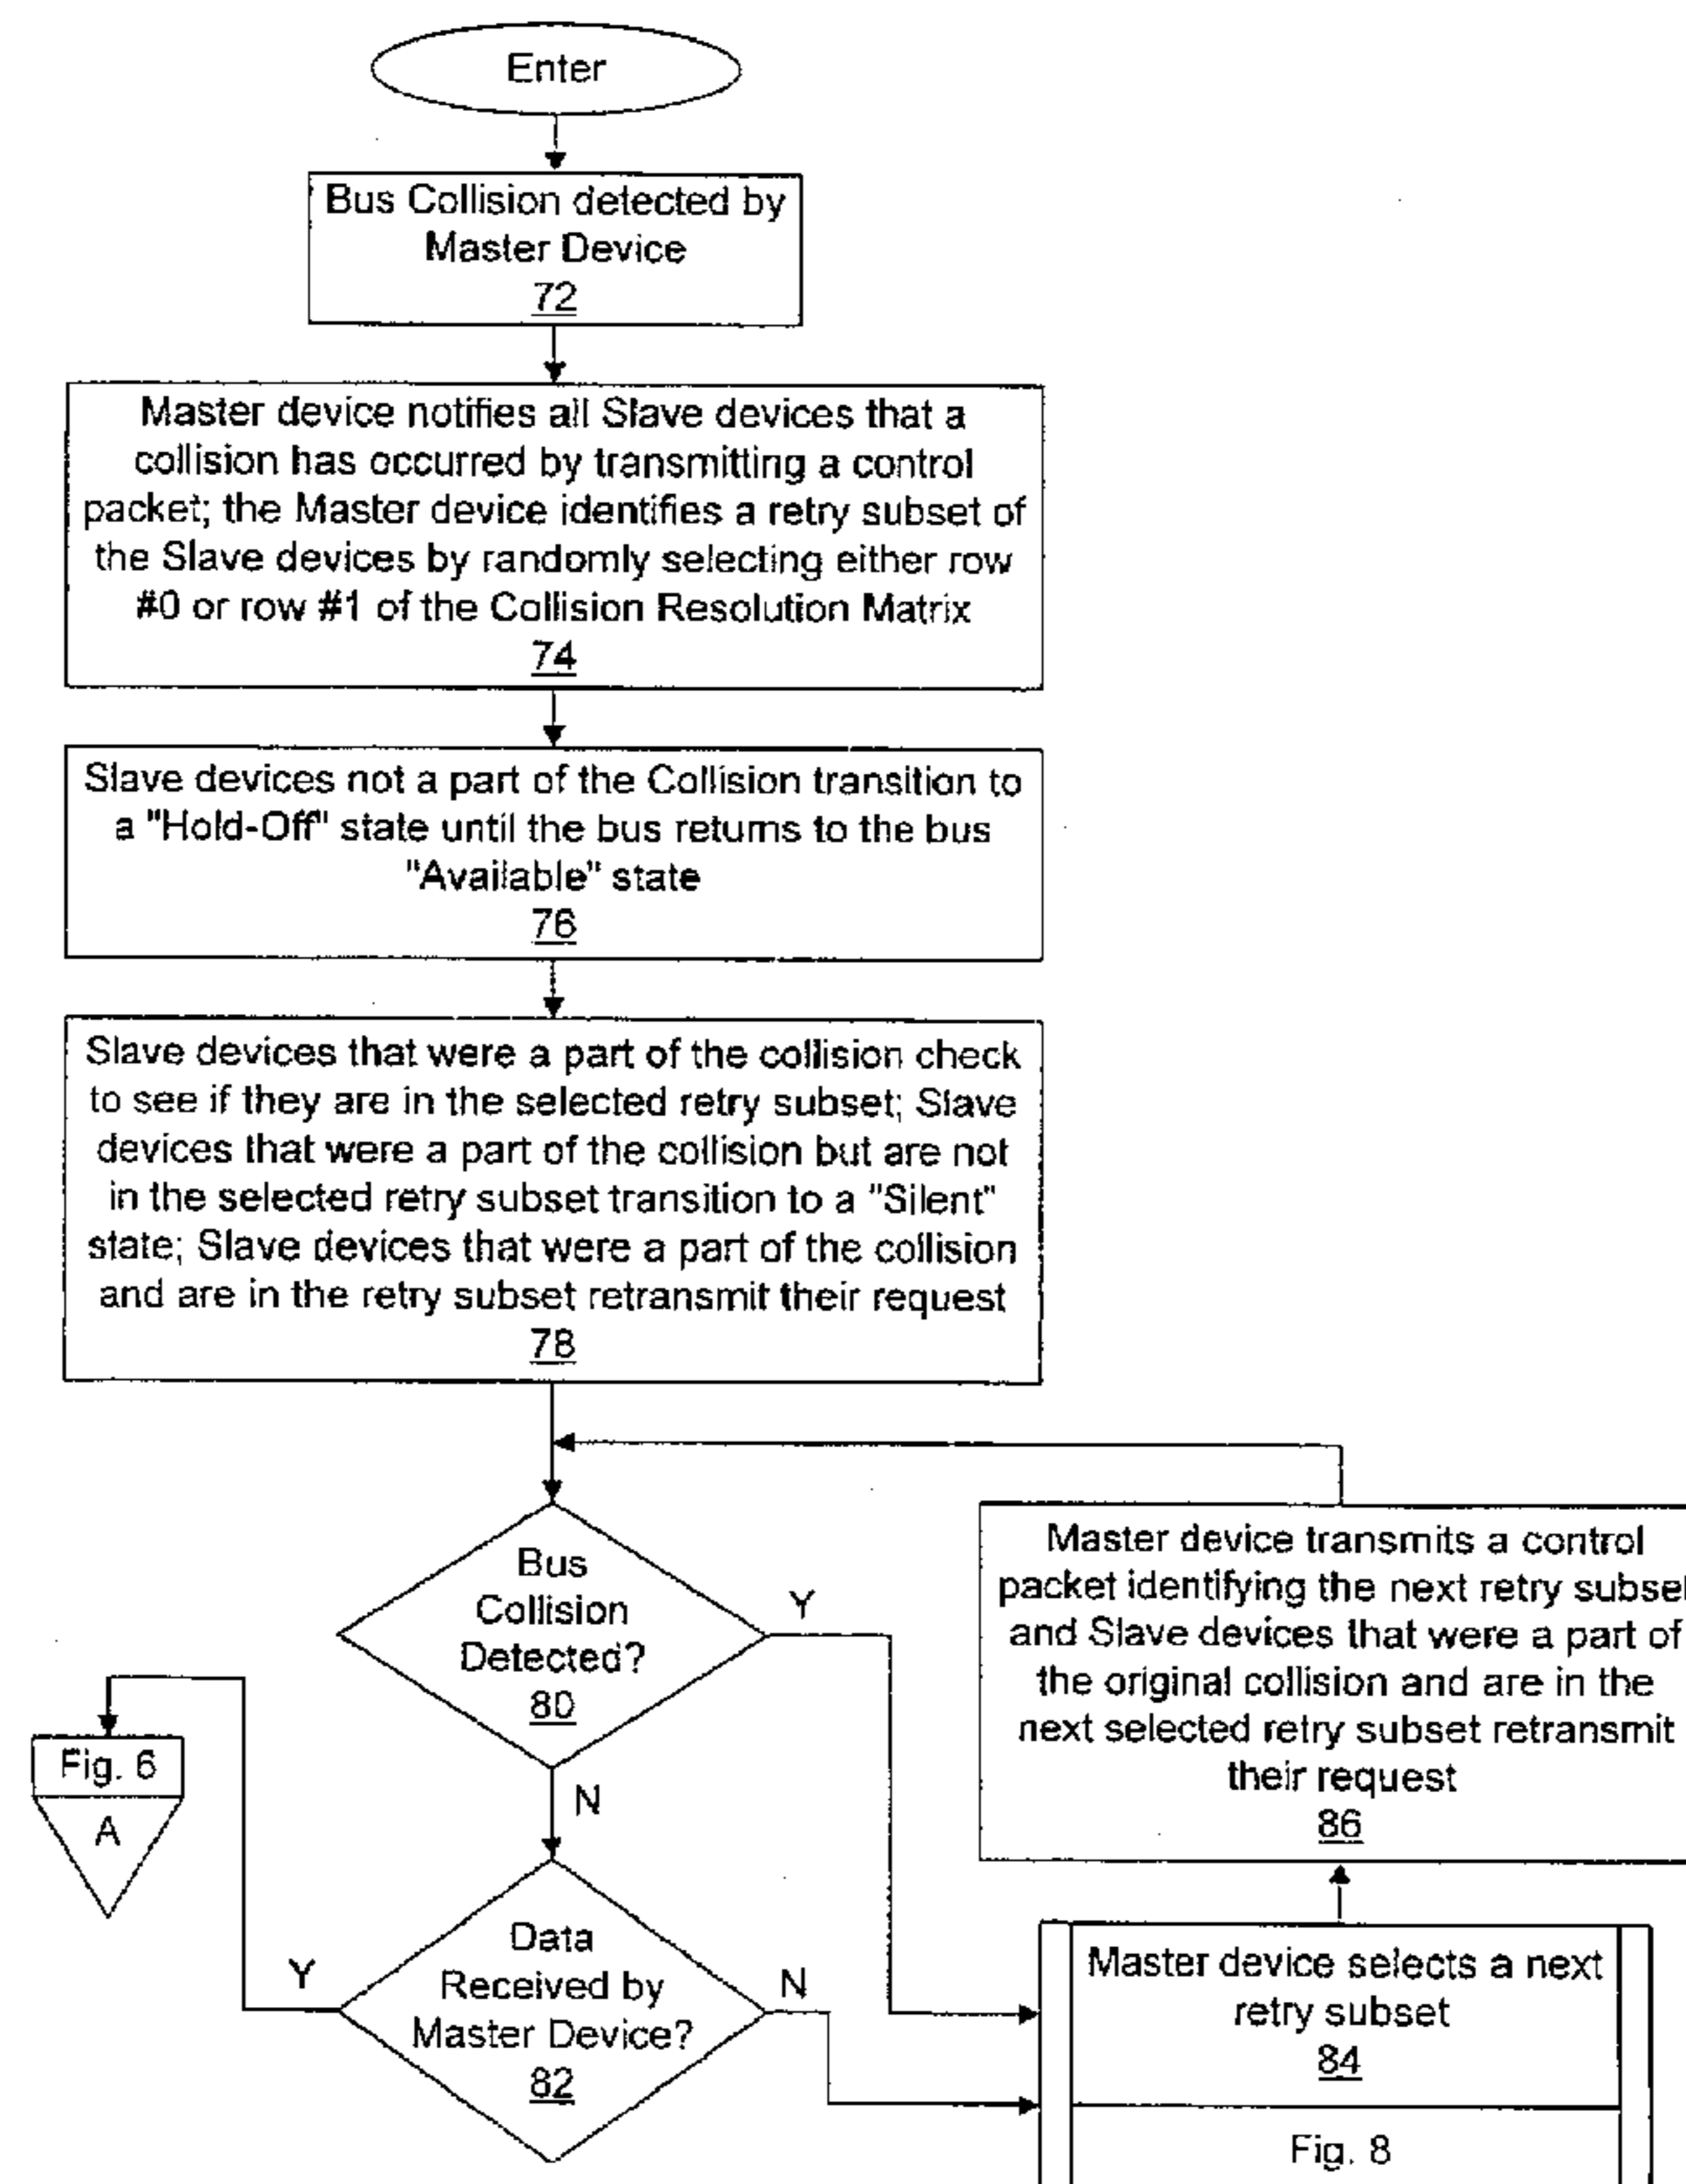 Enter
Bus Collision detected by
Master Device
72
Master device notifies all Slave devices that a
collision has occurred by transmitting a control
packet; the Master device identifies a retry subset of
the Slave devices by randomly selecting either row
#0 or row #1 of the Collision Resolution Matrix
74
Slave devices not a part of the Collision transition to
a "Hold-Off" state until the bus returns to the bus
"Available" state
76
Slave devices that were a part of the collision check
to see if they are in the selected retry subset; Slave
devices that were a part of the collision but are not
in the selected retry subset transition to a "Silent"
state; Slave devices that were a part of the collision
and are in the retry subset retransmit their request
78
Bus
Collision
Detected?
80
Y
N
Master device transmits a control
packet identifying the next retry subset
and Slave devices that were a part of
the original collision and are in the
next selected retry subset retransmit
their request
86
Fig. 6
A
Data
Received by
Master Device?
82
Y
N
Master device selects a next
retry subset
84
Fig. 8